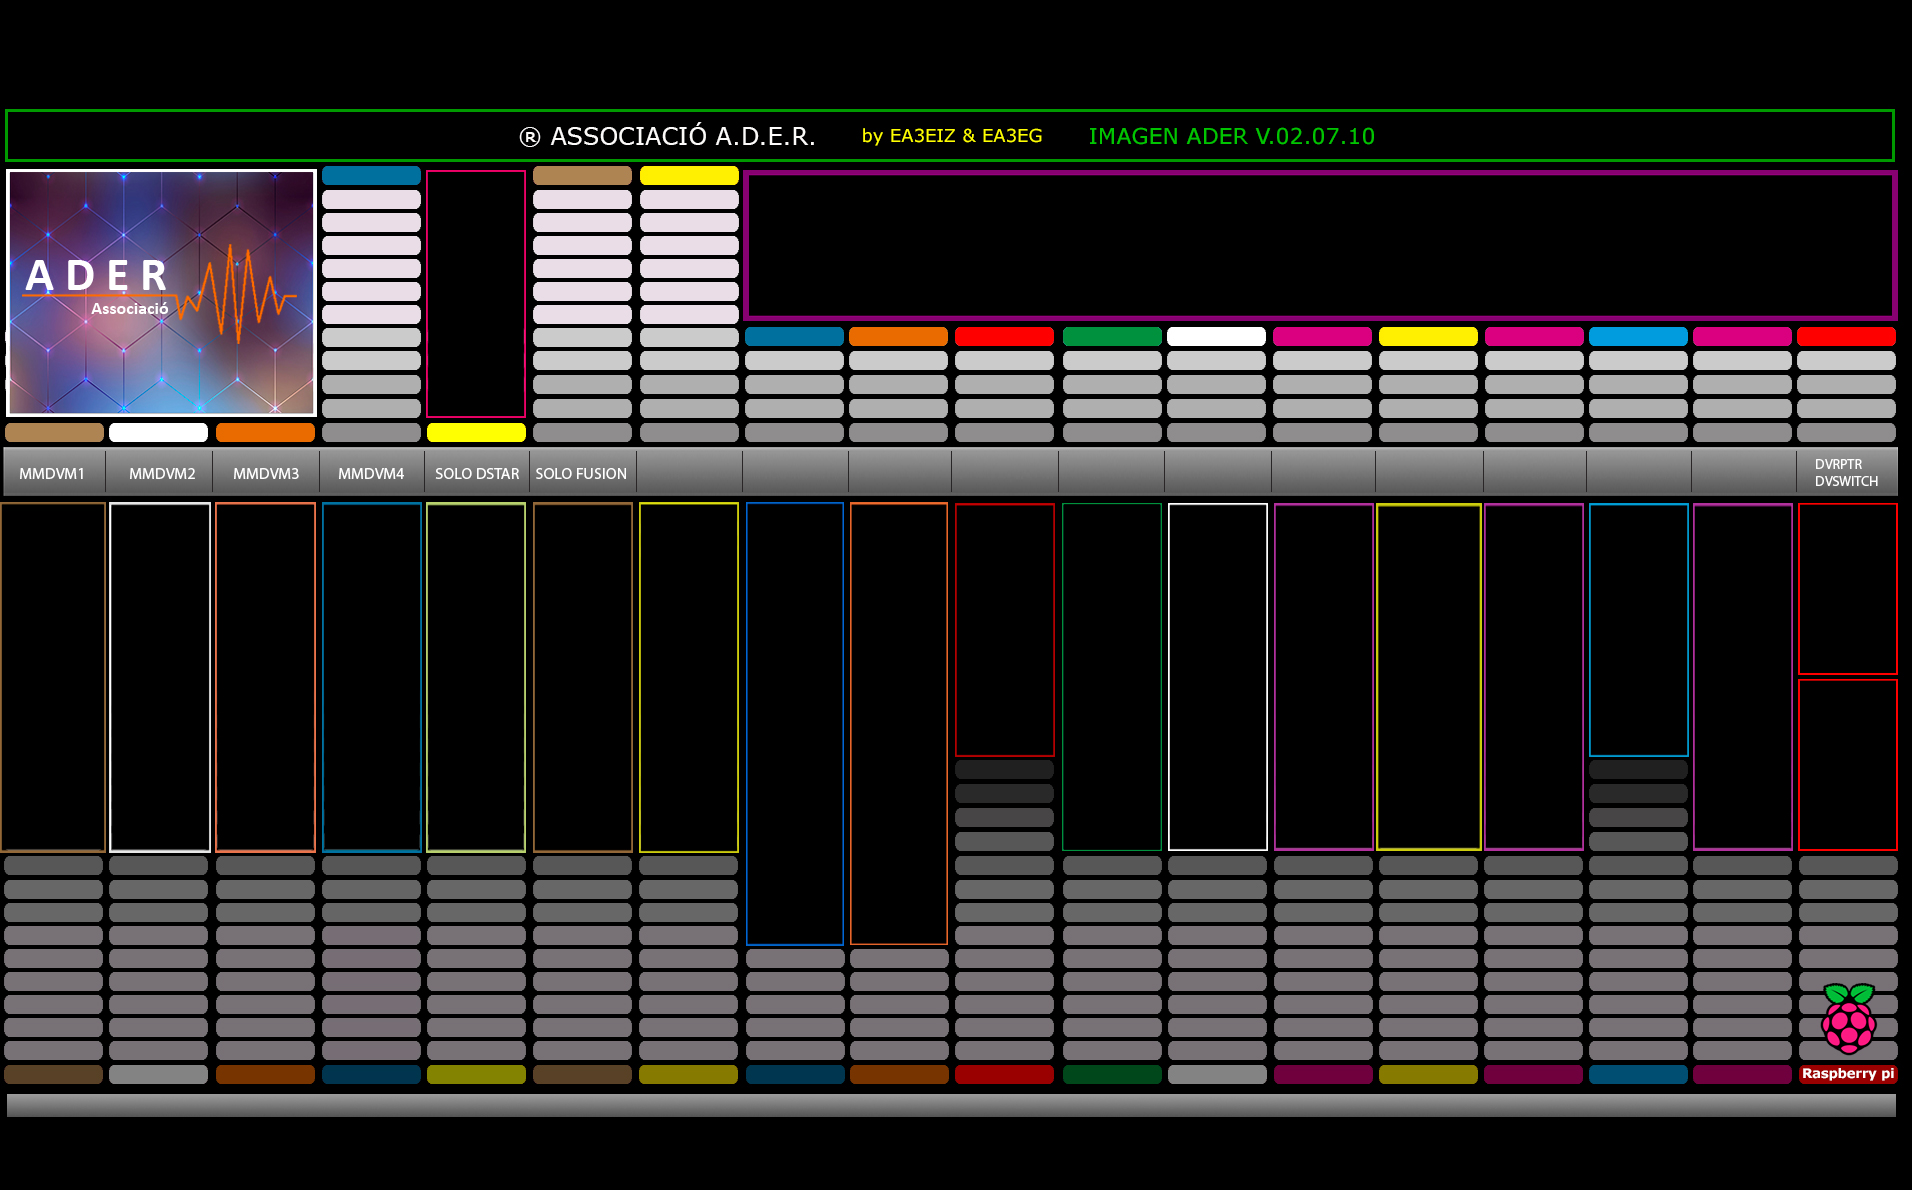 ® ASSOCIACIÓ A.D.E.R. by EA3EIZ & EA3EG IMAGEN ADER V.02.07.10
ADER
Associació
MMDVM1 MMDVM2 MMDVM3 MMDVM4 SOLO DSTAR SOLO FUSION DVRPTR
DVSWITCH
Raspberry pi